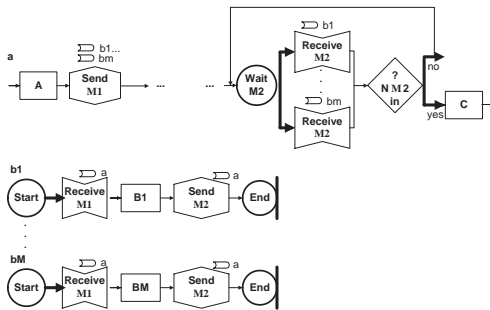 b1
b1...
bm
a
Receive
M2
no
A
Send
M1
...
...
Wait
M2
?
N M 2
in
bm
C
Receive
M2
yes
b1
a
a
Start
Receive
M1
B1
Send
M2
End
bM
a
a
Start
Receive
M1
BM
Send
M2
End